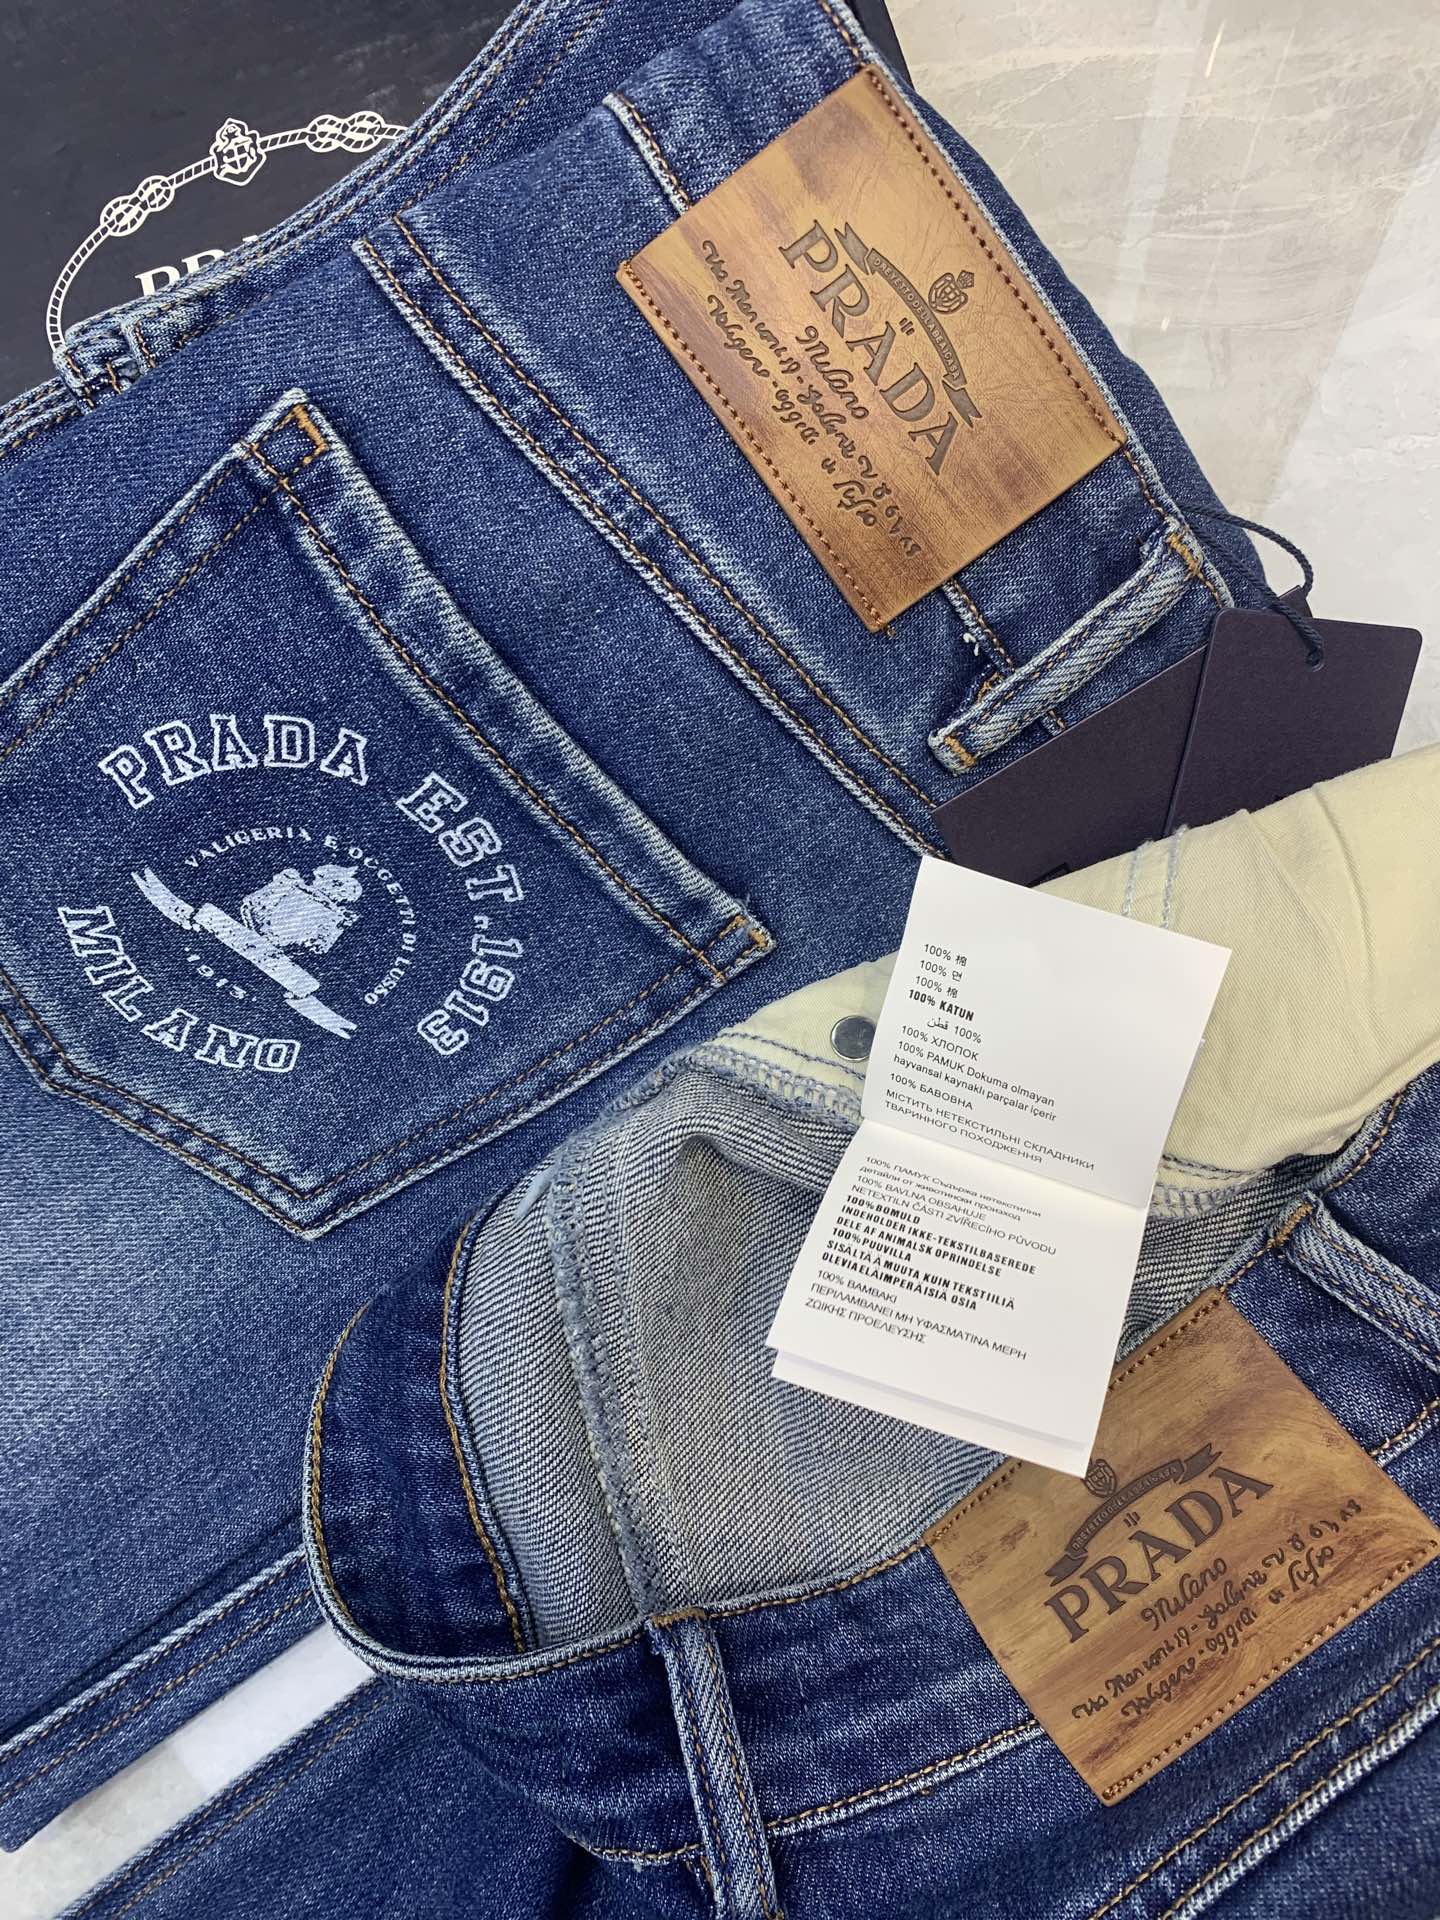 PRADA
PRADA
Milano
PRADA EST. 1913
VALIGERIA E OGGETTI DI LUSSO
1913
MILANO
100% 棉
100% 면
100% 棉
100% KATUN
100% قطن
100% ХЛОПОК
100% PAMUK Dokuma olmayan
hayvansal kaynaklı parçalar içerir
100% БАВОВНА
МІСТИТЬ НЕТЕКСТИЛЬНІ СКЛАДНИКИ
ТВАРИННОГО ПОХОДЖЕННЯ
100% ПАМУК Съдържа нетекстилни
детайли от животински произход
100% BAVLNA OBSAHUJE
NETEXTILN ČÁSTI ZVÍŘECÍHO PŮVODU
100%BOMULD
INDEHOLDER IKKE-TEKSTILBASEREDE
DELE AF ANIMALSK OPRINDELSE
100%PUUVILLA
SISÄLTÄÄ MUUTA KUIN TEKSTIILIÄ
OLEVIA ELÄIMPERÄISIÄ OSIA
100% ΒΑΜΒΑΚΙ
ΠΕΡΙΛΑΜΒΑΝΕΙ ΜΗ ΥΦΑΣΜΑΤΙΝΑ ΜΕΡΗ
ΖΩΙΚΗΣ ΠΡΟΕΛΕΥΣΗΣ
PRADA
Milano